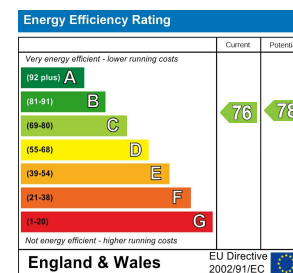 Energy Efficiency Rating
Current
Very energy efficient - lower running costs
(92 plus) A
(81-91) B
(69-80) C
(55-68) D
(39-54) E
(21-38) F
(1-20) G
76
78
Not energy efficient - higher running costs
England & Wales
EU Directive
2002/91/EC